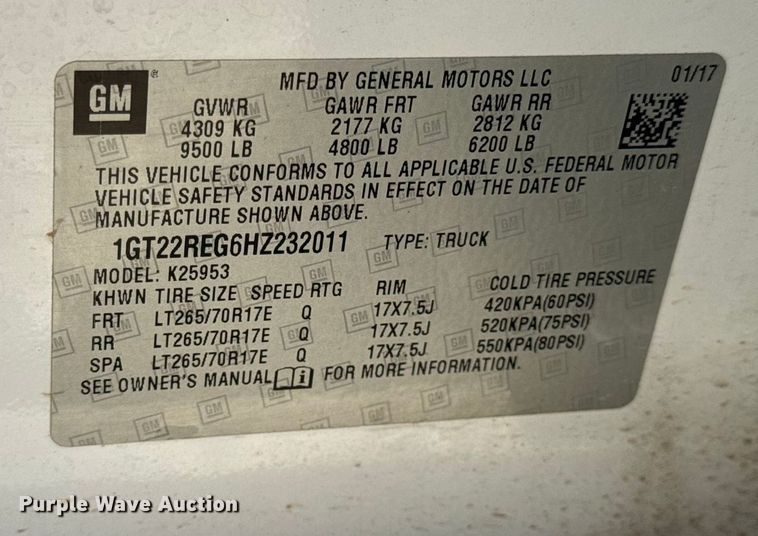 GM ® MFD BY GENERAL MOTORS LLC 01/17
GVWR GAWR FRT GAWR RR
4309 KG 2177 KG 2812 KG
9500 LB 4800 LB 6200 LB
THIS VEHICLE CONFORMS TO ALL APPLICABLE U.S. FEDERAL MOTOR
VEHICLE SAFETY STANDARDS IN EFFECT ON THE DATE OF
MANUFACTURE SHOWN ABOVE.
1GT22REG6HZ232011 TYPE: TRUCK
MODEL: K25953
KHWN TIRE SIZE SPEED RTG RIM COLD TIRE PRESSURE
FRT LT265/70R17E Q 17X7.5J 420KPA(60PSI)
RR LT265/70R17E Q 17X7.5J 520KPA(75PSI)
SPA LT265/70R17E Q 17X7.5J 550KPA(80PSI)
SEE OWNER'S MANUAL i FOR MORE INFORMATION.
Purple Wave Auction